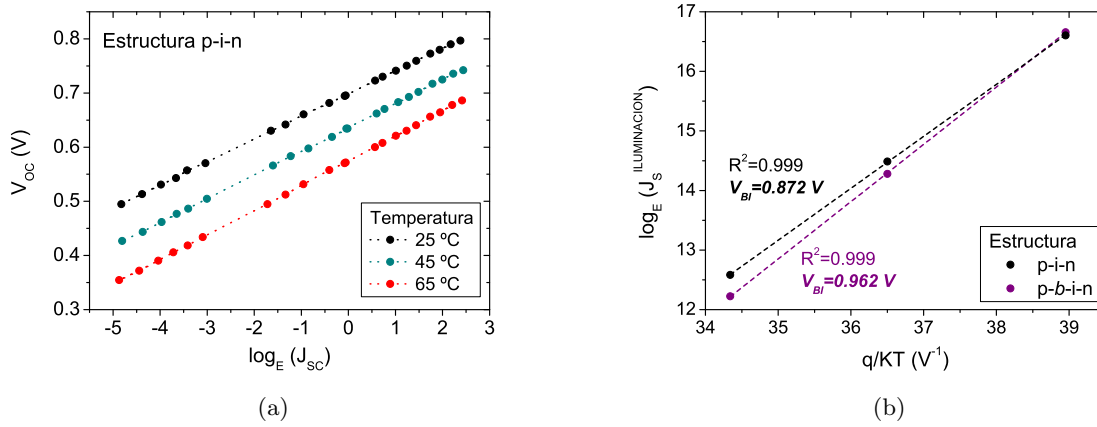 Estructura p-i-n
0.8
0.7
0.6
0.5
0.4
0.3
V_OC (V)
Temperatura
25 ºC
45 ºC
65 ºC
-5 -4 -3 -2 -1 0 1 2 3
log_E (J_SC)
(a)
17
16
15
14
13
12
log_E (J_S^ILUMINACION)
R²=0.999
V_BI=0.872 V
R²=0.999
V_BI=0.962 V
Estructura
p-i-n
p-b-i-n
34 35 36 37 38 39
q/KT (V⁻¹)
(b)